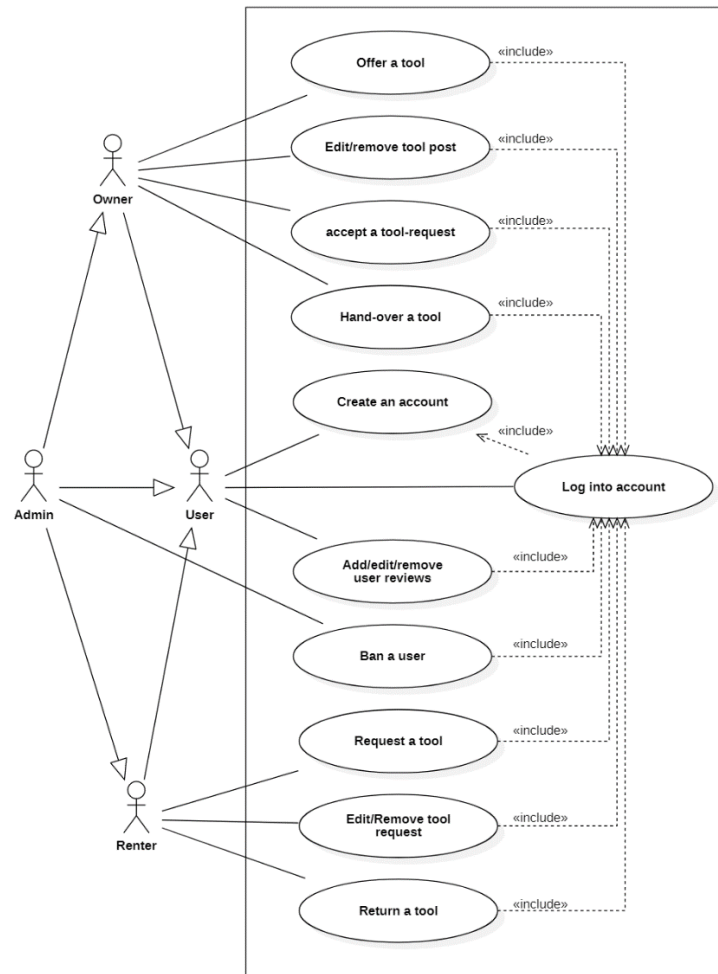 Offer a tool
«include»
Edit/remove tool post
«include»
Owner
accept a tool-request
«include»
Hand-over a tool
«include»
Create an account
«include»
Log into account
Admin
User
Add/edit/remove
user reviews
«include»
Ban a user
«include»
Request a tool
«include»
Edit/Remove tool
request
«include»
Renter
Return a tool
«include»